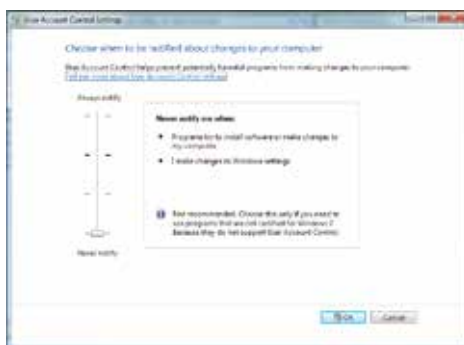 User Account Control Settings
Choose when to be notified about changes to your computer
User Account Control helps prevent potentially harmful programs from making changes to your computer.
Tell me more about User Account Control settings
Always notify
Never notify me when:
Programs try to install software or make changes to
my computer
I make changes to Windows settings
Not recommended. Choose this only if you need to
use programs that are not certified for Windows 7
because they do not support User Account Control.
Never notify
OK
Cancel